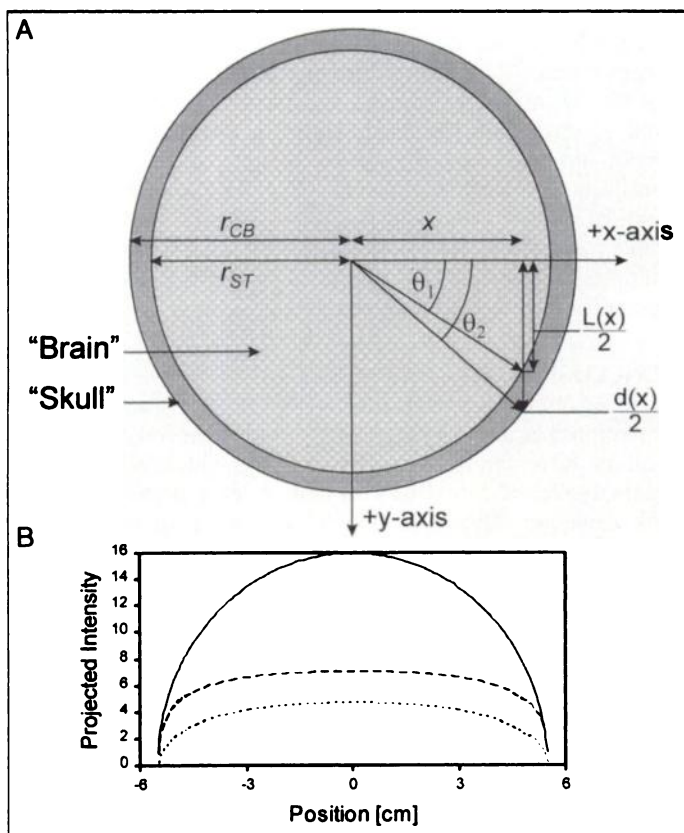 A
r_CB
x
+x-axis
r_ST
θ₁
θ₂
L(x)
2
"Brain"
"Skull"
d(x)
2
+y-axis
B
16
14
12
10
8
6
4
2
0
Projected Intensity
-6 -3 0 3 6
Position [cm]